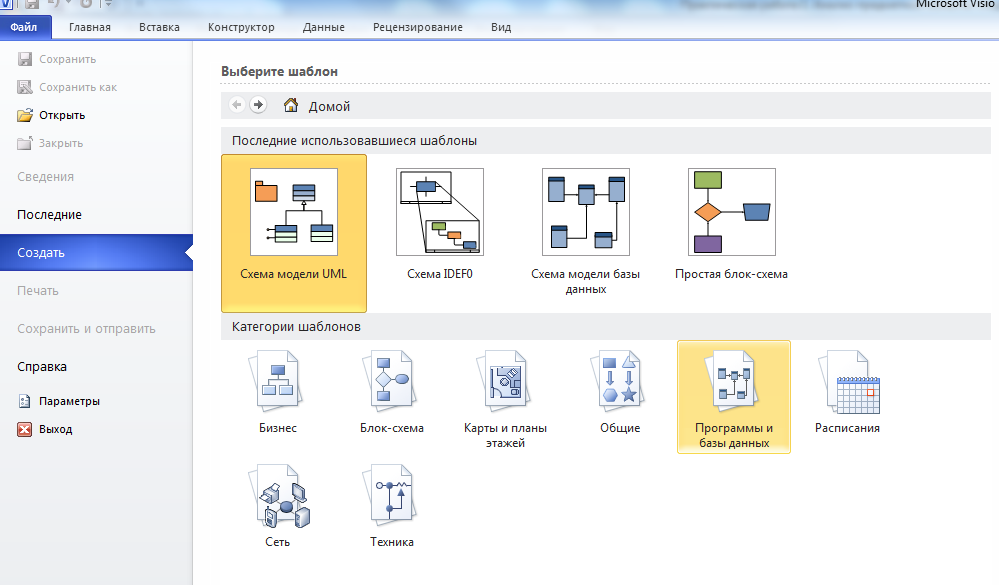 Microsoft Visio
Файл
Главная
Вставка
Конструктор
Данные
Рецензирование
Вид
Сохранить
Сохранить как
Открыть
Закрыть
Сведения
Последние
Создать
Печать
Сохранить и отправить
Справка
Параметры
Выход
Выберите шаблон
Домой
Последние использовавшиеся шаблоны
Схема модели UML
Схема IDEF0
Схема модели базы
данных
Простая блок-схема
Категории шаблонов
Бизнес
Блок-схема
Карты и планы
этажей
Общие
Программы и
базы данных
Расписания
Сеть
Техника